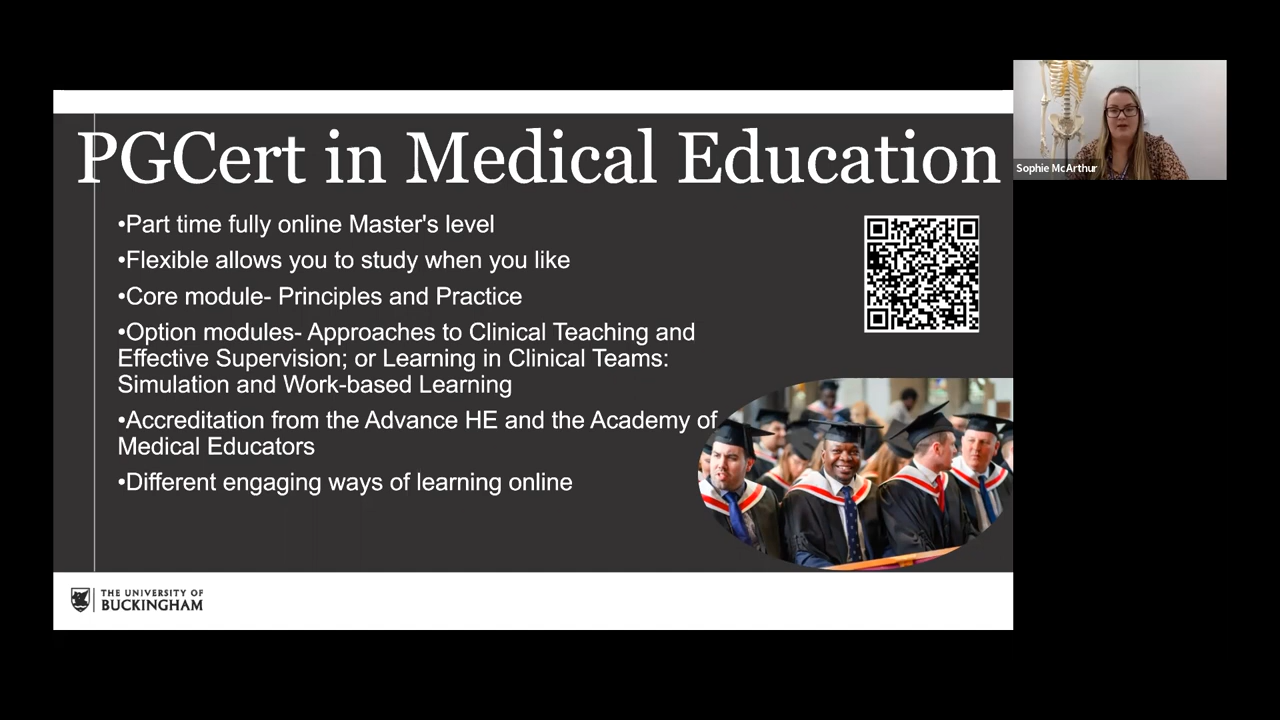 PGCert in Medical Education
•Part time fully online Master's level
•Flexible allows you to study when you like
•Core module- Principles and Practice
•Option modules- Approaches to Clinical Teaching and
Effective Supervision; or Learning in Clinical Teams:
Simulation and Work-based Learning
•Accreditation from the Advance HE and the Academy of
Medical Educators
•Different engaging ways of learning online
THE UNIVERSITY OF
BUCKINGHAM
Sophie McArthur